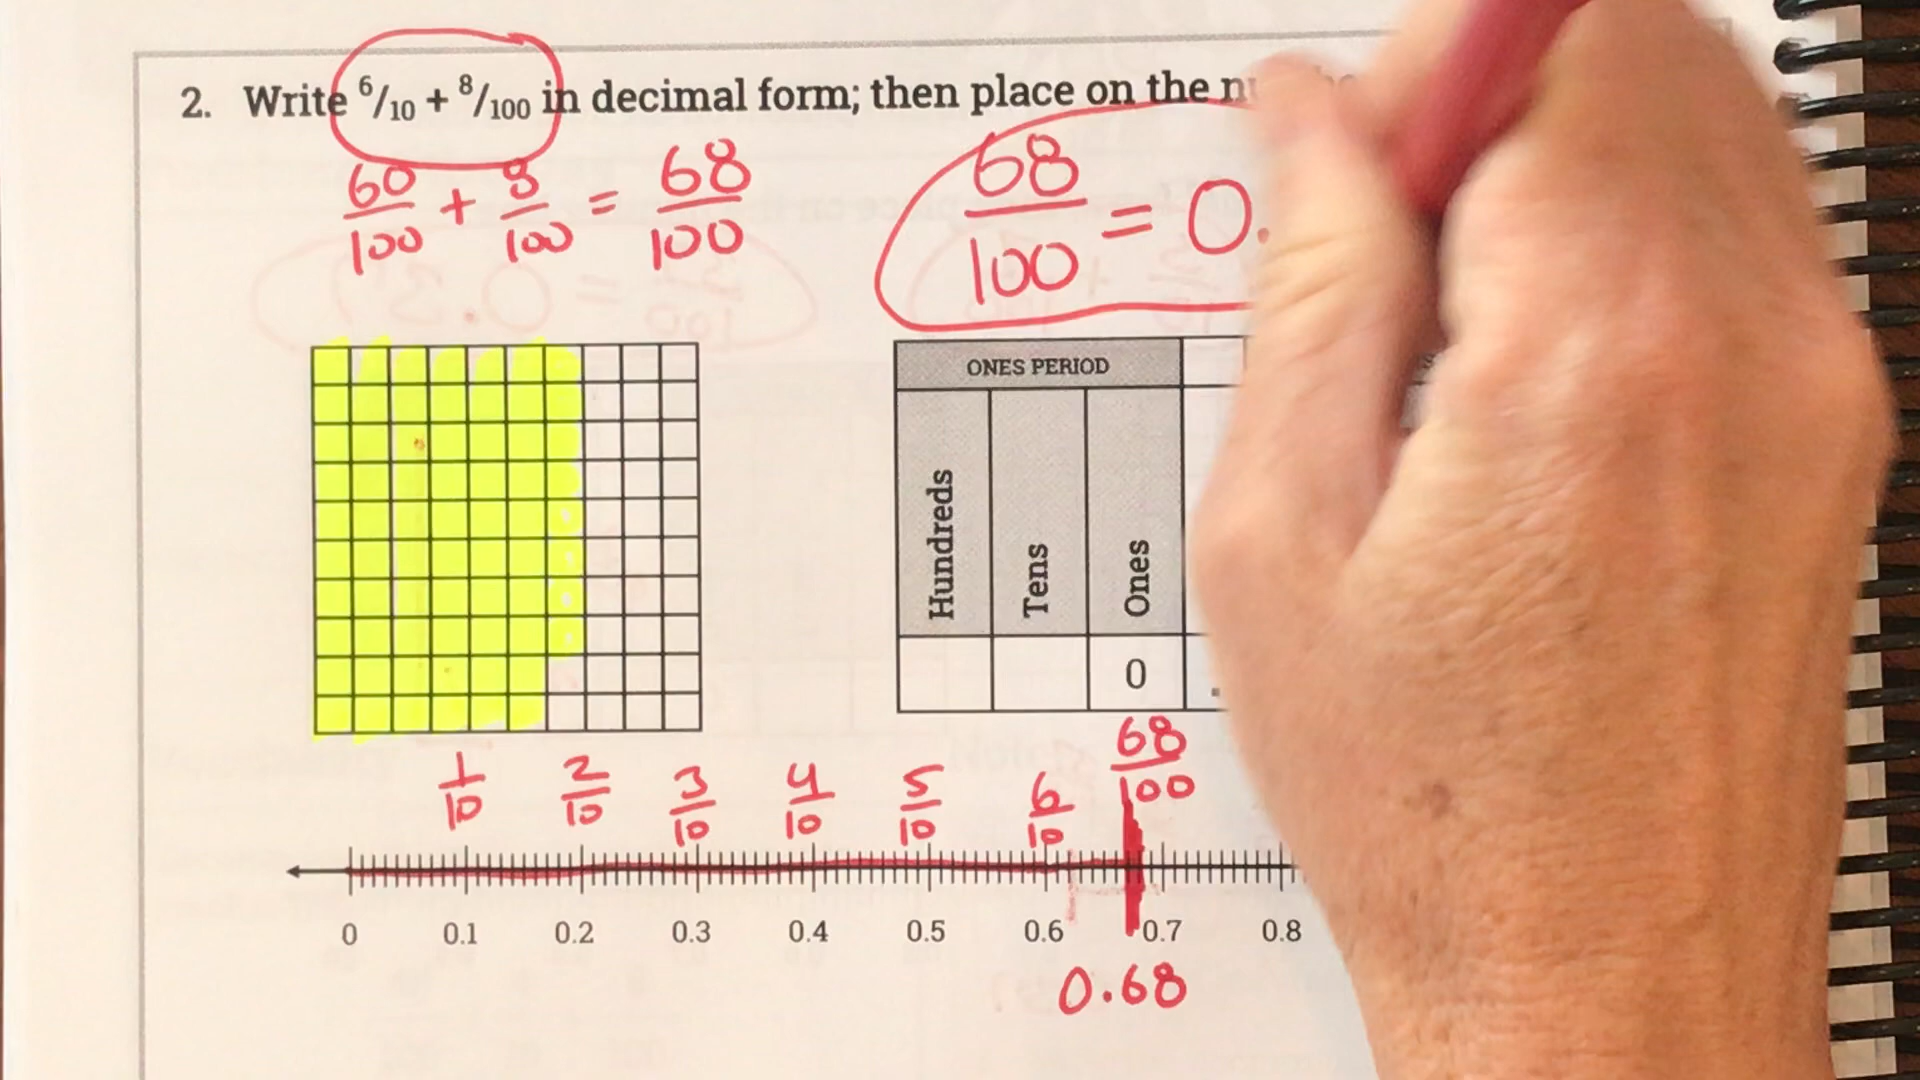 2. Write 6/10 + 8/100 in decimal form; then place on the
60/100 + 8/100 = 68/100
68/100 = 0.
ONES PERIOD
Hundreds
Tens
Ones
0 .
1/10 2/10 3/10 4/10 5/10 6/10 68/100
0 0.1 0.2 0.3 0.4 0.5 0.6 0.7 0.8
0.68